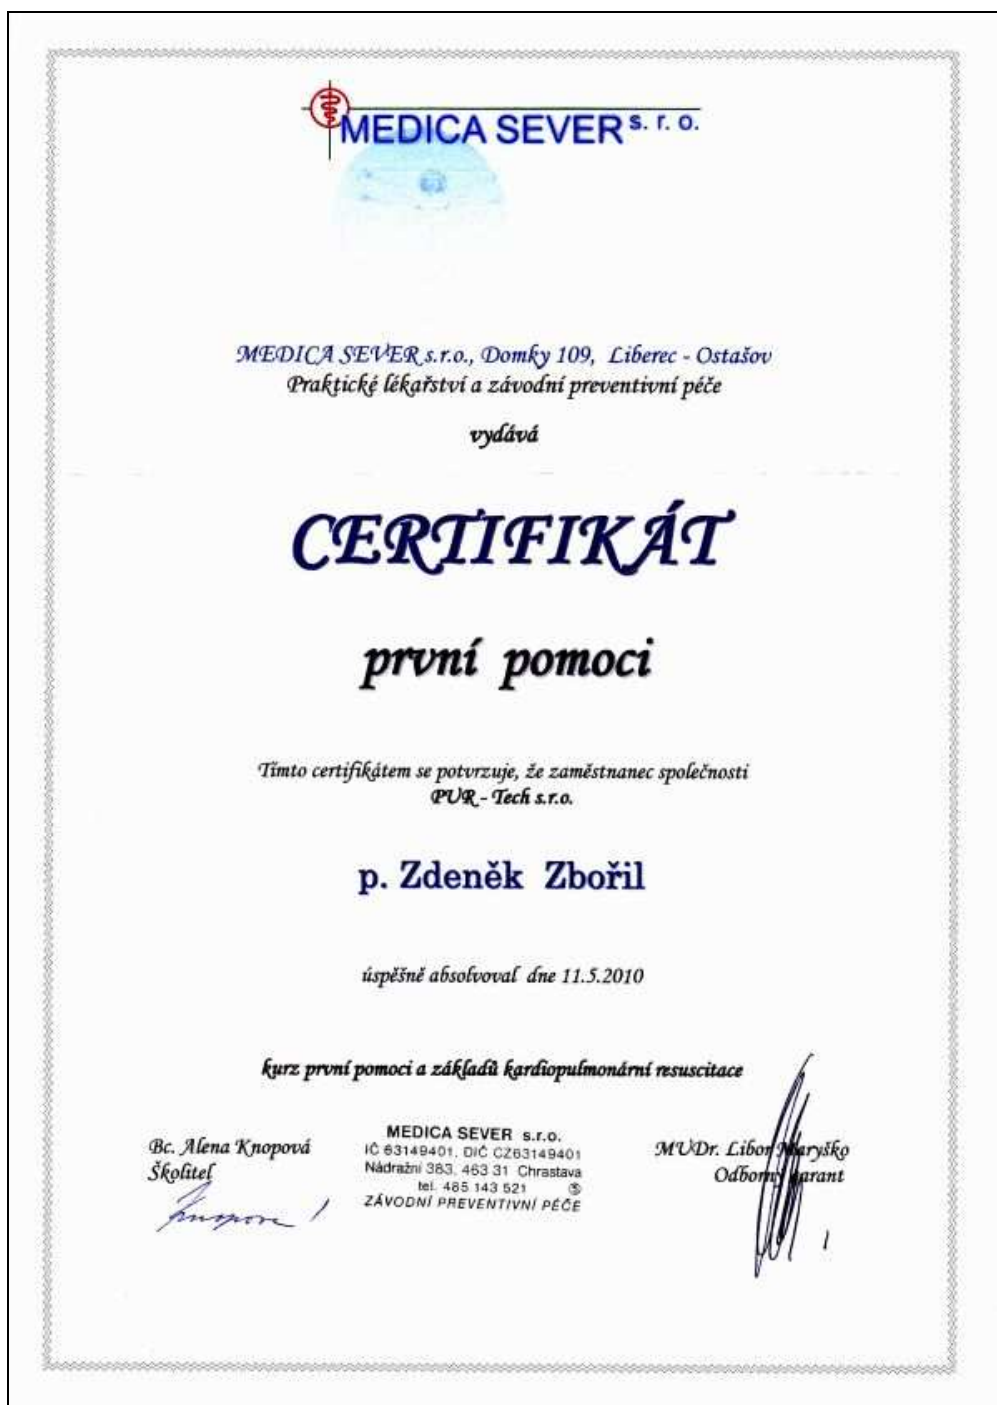 MEDICA SEVER s. r. o.
MEDICA SEVER s.r.o., Domky 109, Liberec - Ostašov
Praktické lékařství a závodní preventivní péče
vydává
CERTIFIKÁT
první pomoci
Tímto certifikátem se potvrzuje, že zaměstnanec společnosti
PUR - Tech s.r.o.
p. Zdeněk Zbořil
úspěšně absolvoval dne 11.5.2010
kurz první pomoci a základů kardiopulmonární resuscitace
Bc. Alena Knopová
Školitel
Knopova
MEDICA SEVER s.r.o.
IČ 63149401, DIČ CZ63149401
Nádražní 383, 463 31 Chrastava
tel. 485 143 521 ⑤
ZÁVODNÍ PREVENTIVNÍ PÉČE
MUDr. Libor Maryško
Odborný garant